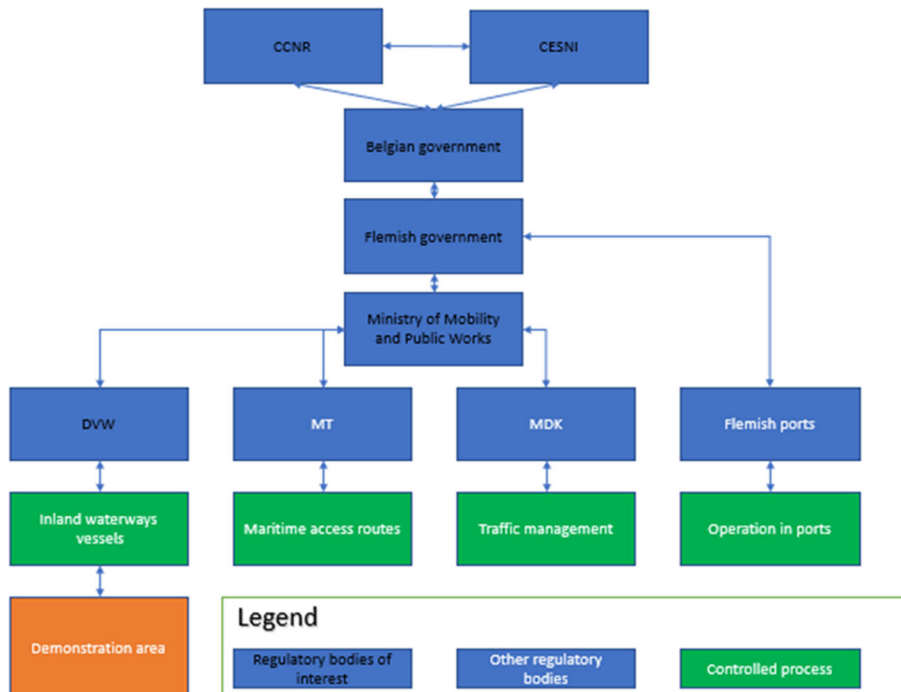 CCNR
CESNI
Belgian government
Flemish government
Ministry of Mobility
and Public Works
DVW
MT
MDK
Flemish ports
Inland waterways
vessels
Maritime access routes
Traffic management
Operation in ports
Demonstration area
Legend
Regulatory bodies of
interest
Other regulatory
bodies
Controlled process